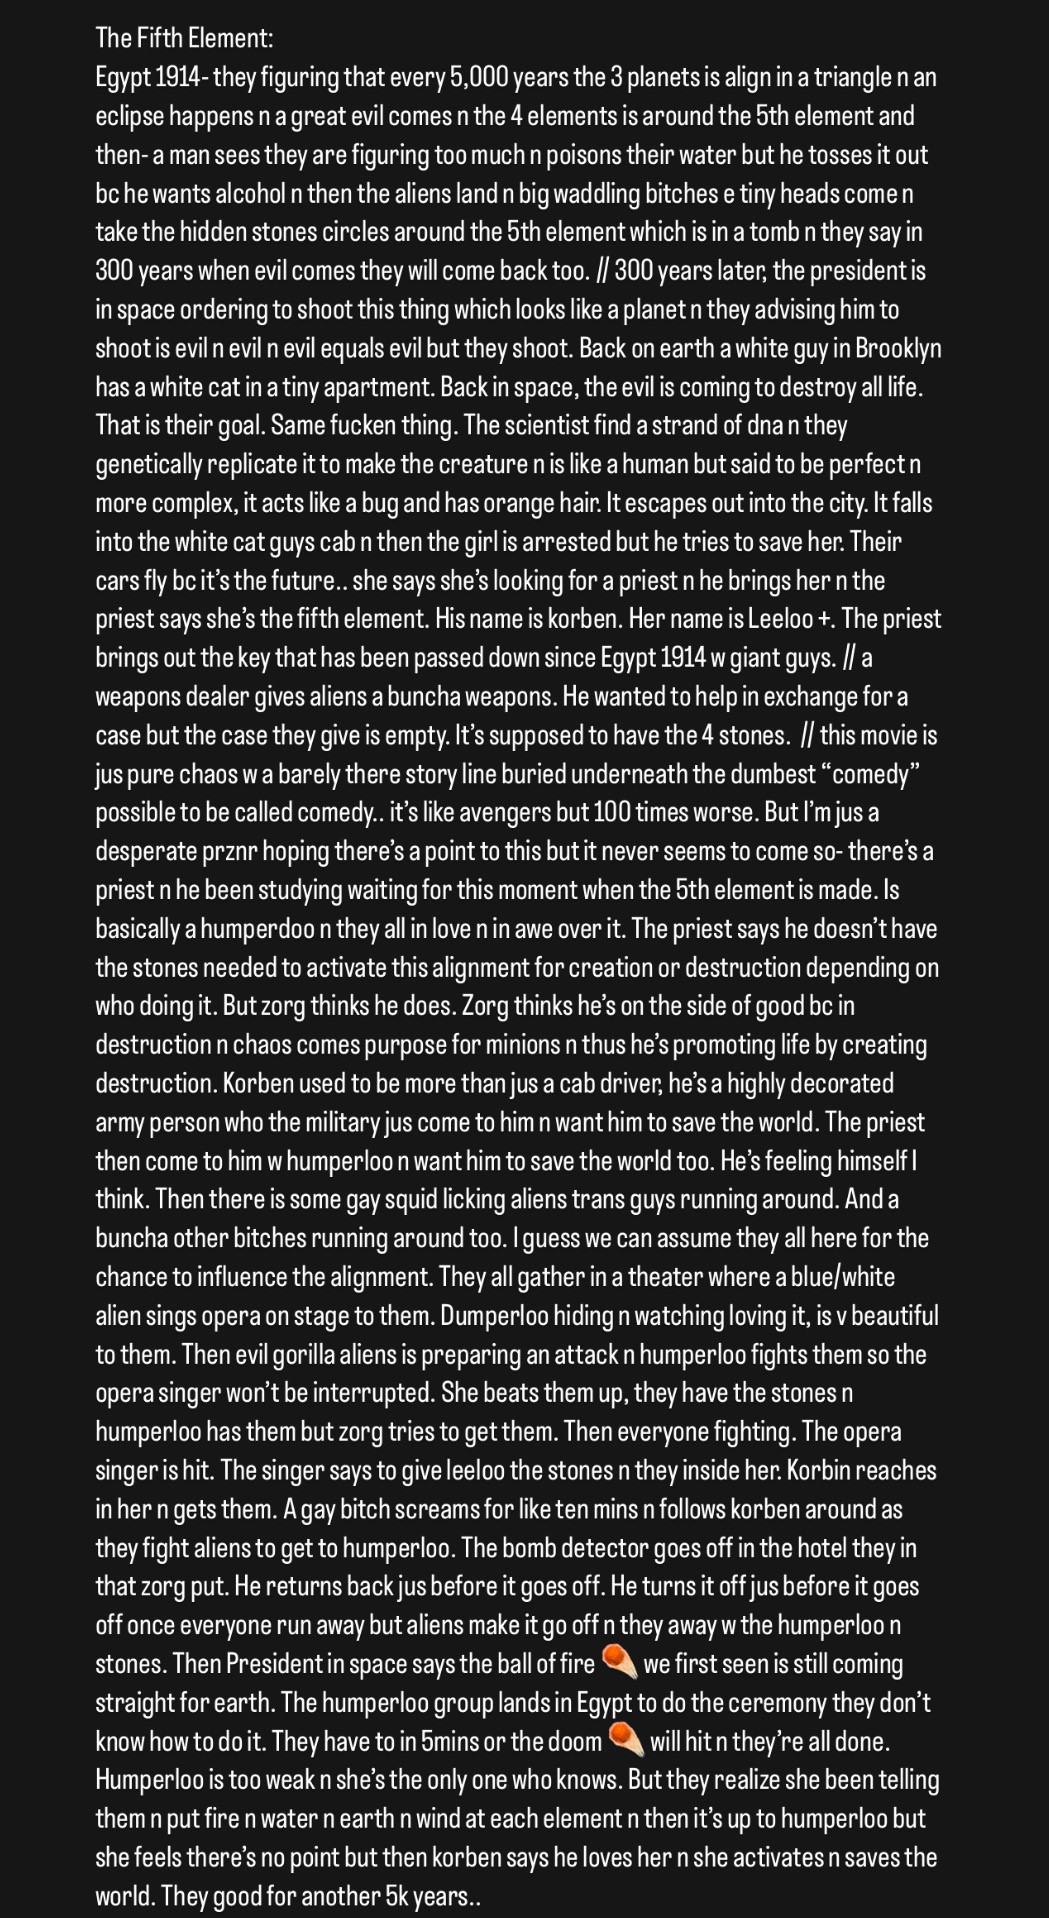 The Fifth Element:
Egypt 1914- they figuring that every 5,000 years the 3 planets is align in a triangle n an
eclipse happens n a great evil comes n the 4 elements is around the 5th element and
then- a man sees they are figuring too much n poisons their water but he tosses it out
bc he wants alcohol n then the aliens land n big waddling bitches e tiny heads come n
take the hidden stones circles around the 5th element which is in a tomb n they say in
300 years when evil comes they will come back too. // 300 years later, the president is
in space ordering to shoot this thing which looks like a planet n they advising him to
shoot is evil n evil n evil equals evil but they shoot. Back on earth a white guy in Brooklyn
has a white cat in a tiny apartment. Back in space, the evil is coming to destroy all life.
That is their goal. Same fucken thing. The scientist find a strand of dna n they
genetically replicate it to make the creature n is like a human but said to be perfect n
more complex, it acts like a bug and has orange hair. It escapes out into the city. It falls
into the white cat guys cab n then the girl is arrested but he tries to save her. Their
cars fly bc it’s the future.. she says she’s looking for a priest n he brings her n the
priest says she’s the fifth element. His name is korben. Her name is Leeloo +. The priest
brings out the key that has been passed down since Egypt 1914 w giant guys. // a
weapons dealer gives aliens a buncha weapons. He wanted to help in exchange for a
case but the case they give is empty. It’s supposed to have the 4 stones.  // this movie is
jus pure chaos w a barely there story line buried underneath the dumbest “comedy”
possible to be called comedy.. it’s like avengers but 100 times worse. But I’m jus a
desperate prznr hoping there’s a point to this but it never seems to come so- there’s a
priest n he been studying waiting for this moment when the 5th element is made. Is
basically a humperdoo n they all in love n in awe over it. The priest says he doesn’t have
the stones needed to activate this alignment for creation or destruction depending on
who doing it. But zorg thinks he does. Zorg thinks he’s on the side of good bc in
destruction n chaos comes purpose for minions n thus he’s promoting life by creating
destruction. Korben used to be more than jus a cab driver, he’s a highly decorated
army person who the military jus come to him n want him to save the world. The priest
then come to him w humperloo n want him to save the world too. He’s feeling himself I
think. Then there is some gay squid licking aliens trans guys running around. And a
buncha other bitches running around too. I guess we can assume they all here for the
chance to influence the alignment. They all gather in a theater where a blue/white
alien sings opera on stage to them. Dumperloo hiding n watching loving it, is v beautiful
to them. Then evil gorilla aliens is preparing an attack n humperloo fights them so the
opera singer won’t be interrupted. She beats them up, they have the stones n
humperloo has them but zorg tries to get them. Then everyone fighting. The opera
singer is hit. The singer says to give leeloo the stones n they inside her. Korbin reaches
in her n gets them. A gay bitch screams for like ten mins n follows korben around as
they fight aliens to get to humperloo. The bomb detector goes off in the hotel they in
that zorg put. He returns back jus before it goes off. He turns it off jus before it goes
off once everyone run away but aliens make it go off n they away w the humperloo n
stones. Then President in space says the ball of fire ☄️ we first seen is still coming
straight for earth. The humperloo group lands in Egypt to do the ceremony they don’t
know how to do it. They have to in 5mins or the doom ☄️ will hit n they’re all done.
Humperloo is too weak n she’s the only one who knows. But they realize she been telling
them n put fire n water n earth n wind at each element n then it’s up to humperloo but
she feels there’s no point but then korben says he loves her n she activates n saves the
world. They good for another 5k years..